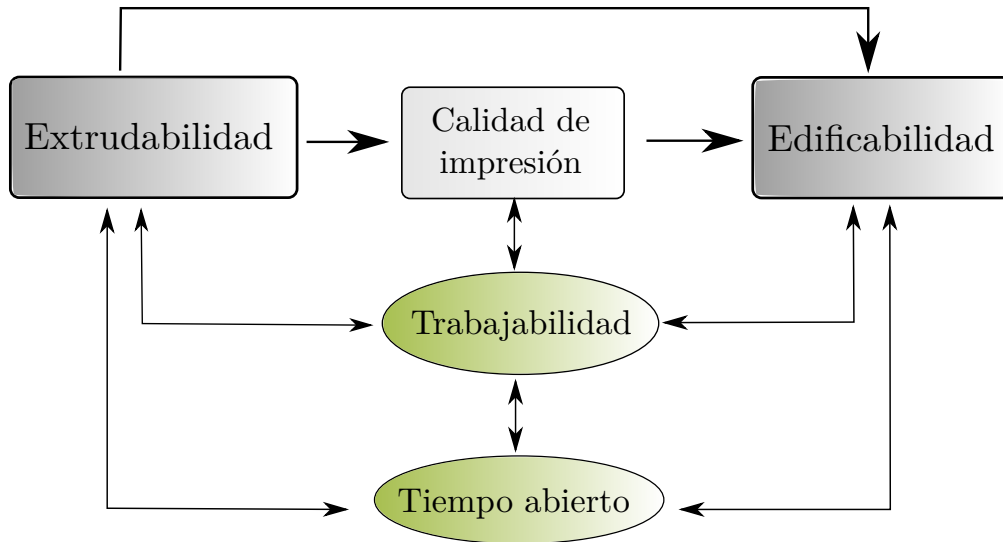 Extrudabilidad
Calidad de
impresión
Edificabilidad
Trabajabilidad
Tiempo abierto